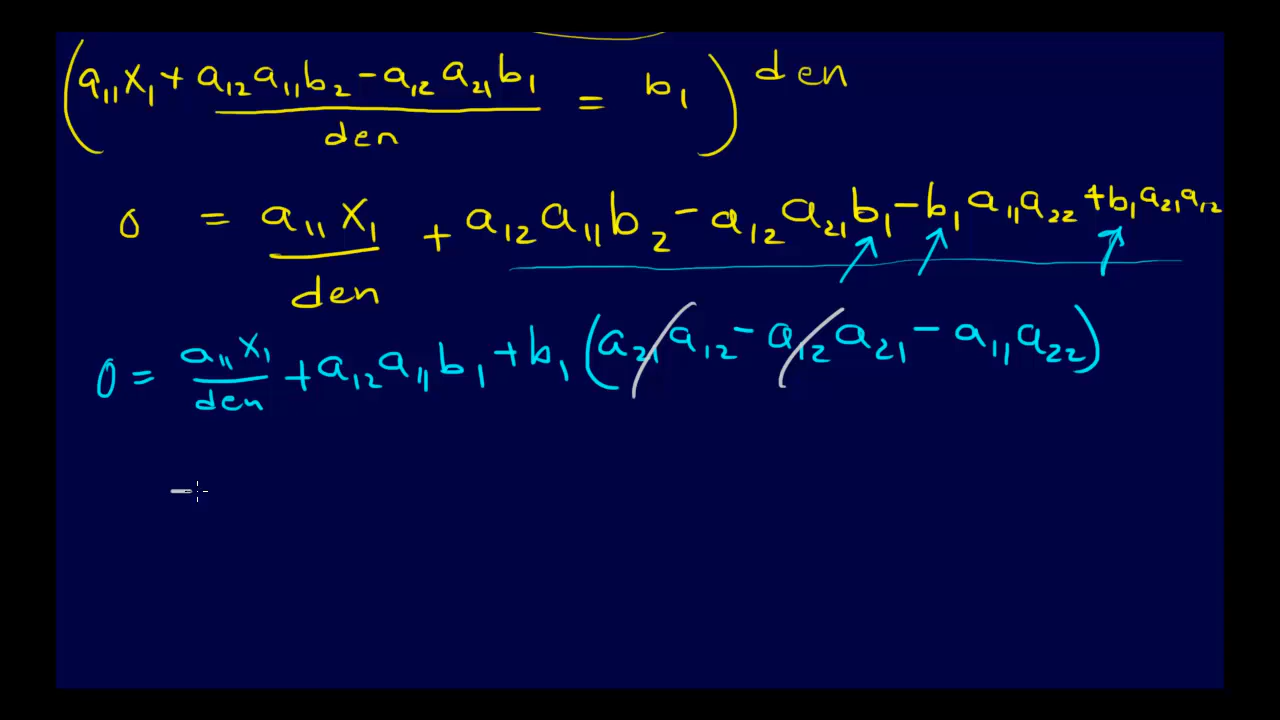 (a₁₁x₁ + (a₁₂a₁₁b₂ − a₁₂a₂₁b₁)/den = b₁) den
0 = a₁₁x₁/den + a₁₂a₁₁b₂ − a₁₂a₂₁b₁ − b₁a₁₁a₂₂ + b₁a₂₁a₁₂
0 = a₁₁x₁/den + a₁₂a₁₁b₁ + b₁(a₂₁a₁₂ − a₁₂a₂₁ − a₁₁a₂₂)
−